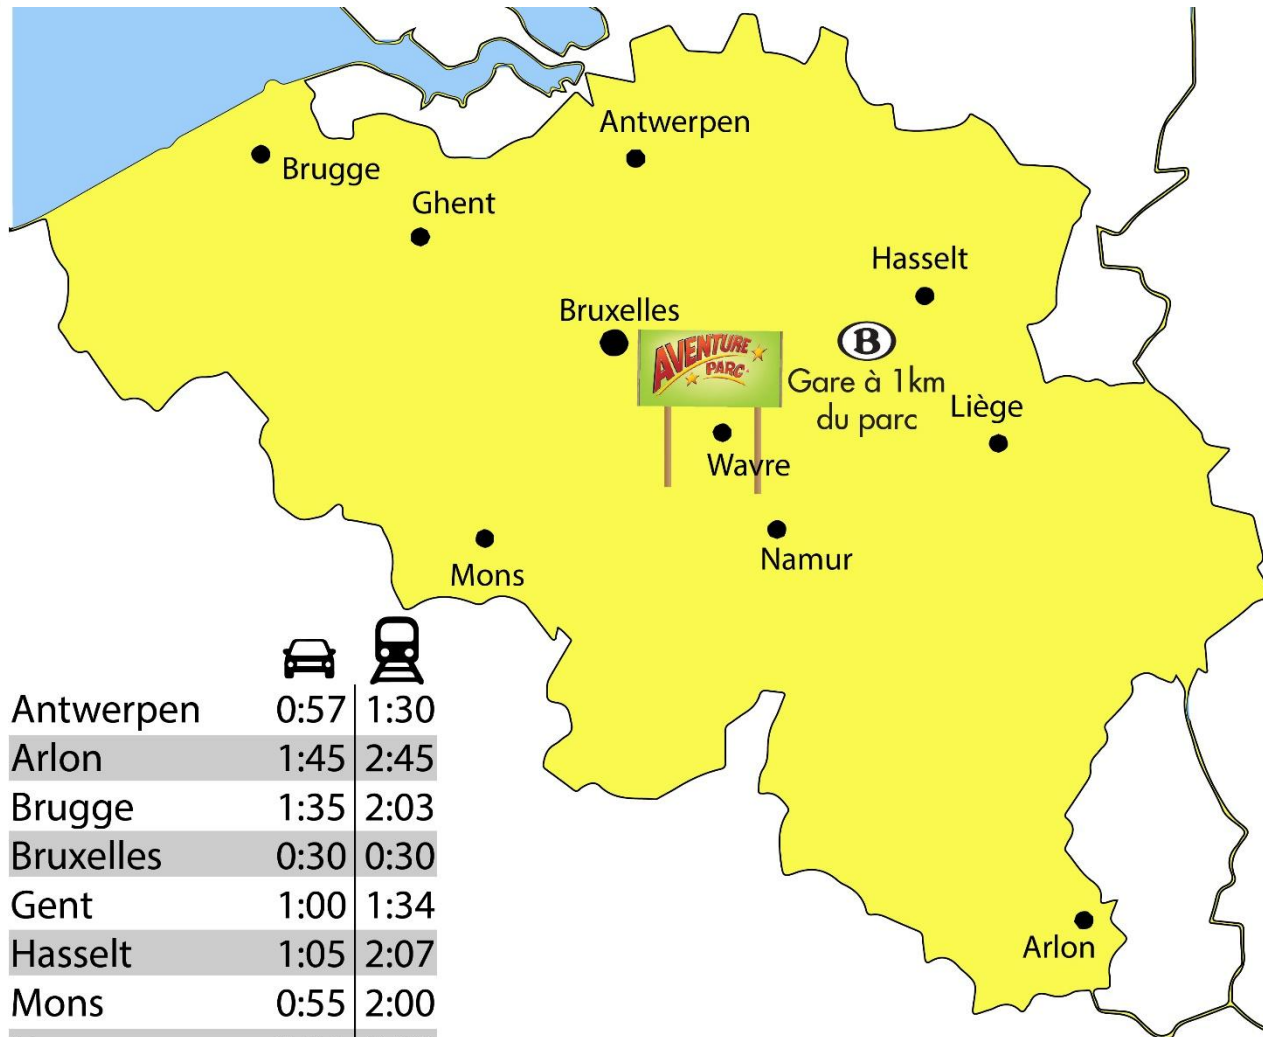 Antwerpen
Brugge
Ghent
Hasselt
Bruxelles
AVENTURE
PARC
B
Gare à 1km
du parc
Liège
Wavre
Namur
Mons
Arlon
Antwerpen 0:57 1:30
Arlon 1:45 2:45
Brugge 1:35 2:03
Bruxelles 0:30 0:30
Gent 1:00 1:34
Hasselt 1:05 2:07
Mons 0:55 2:00